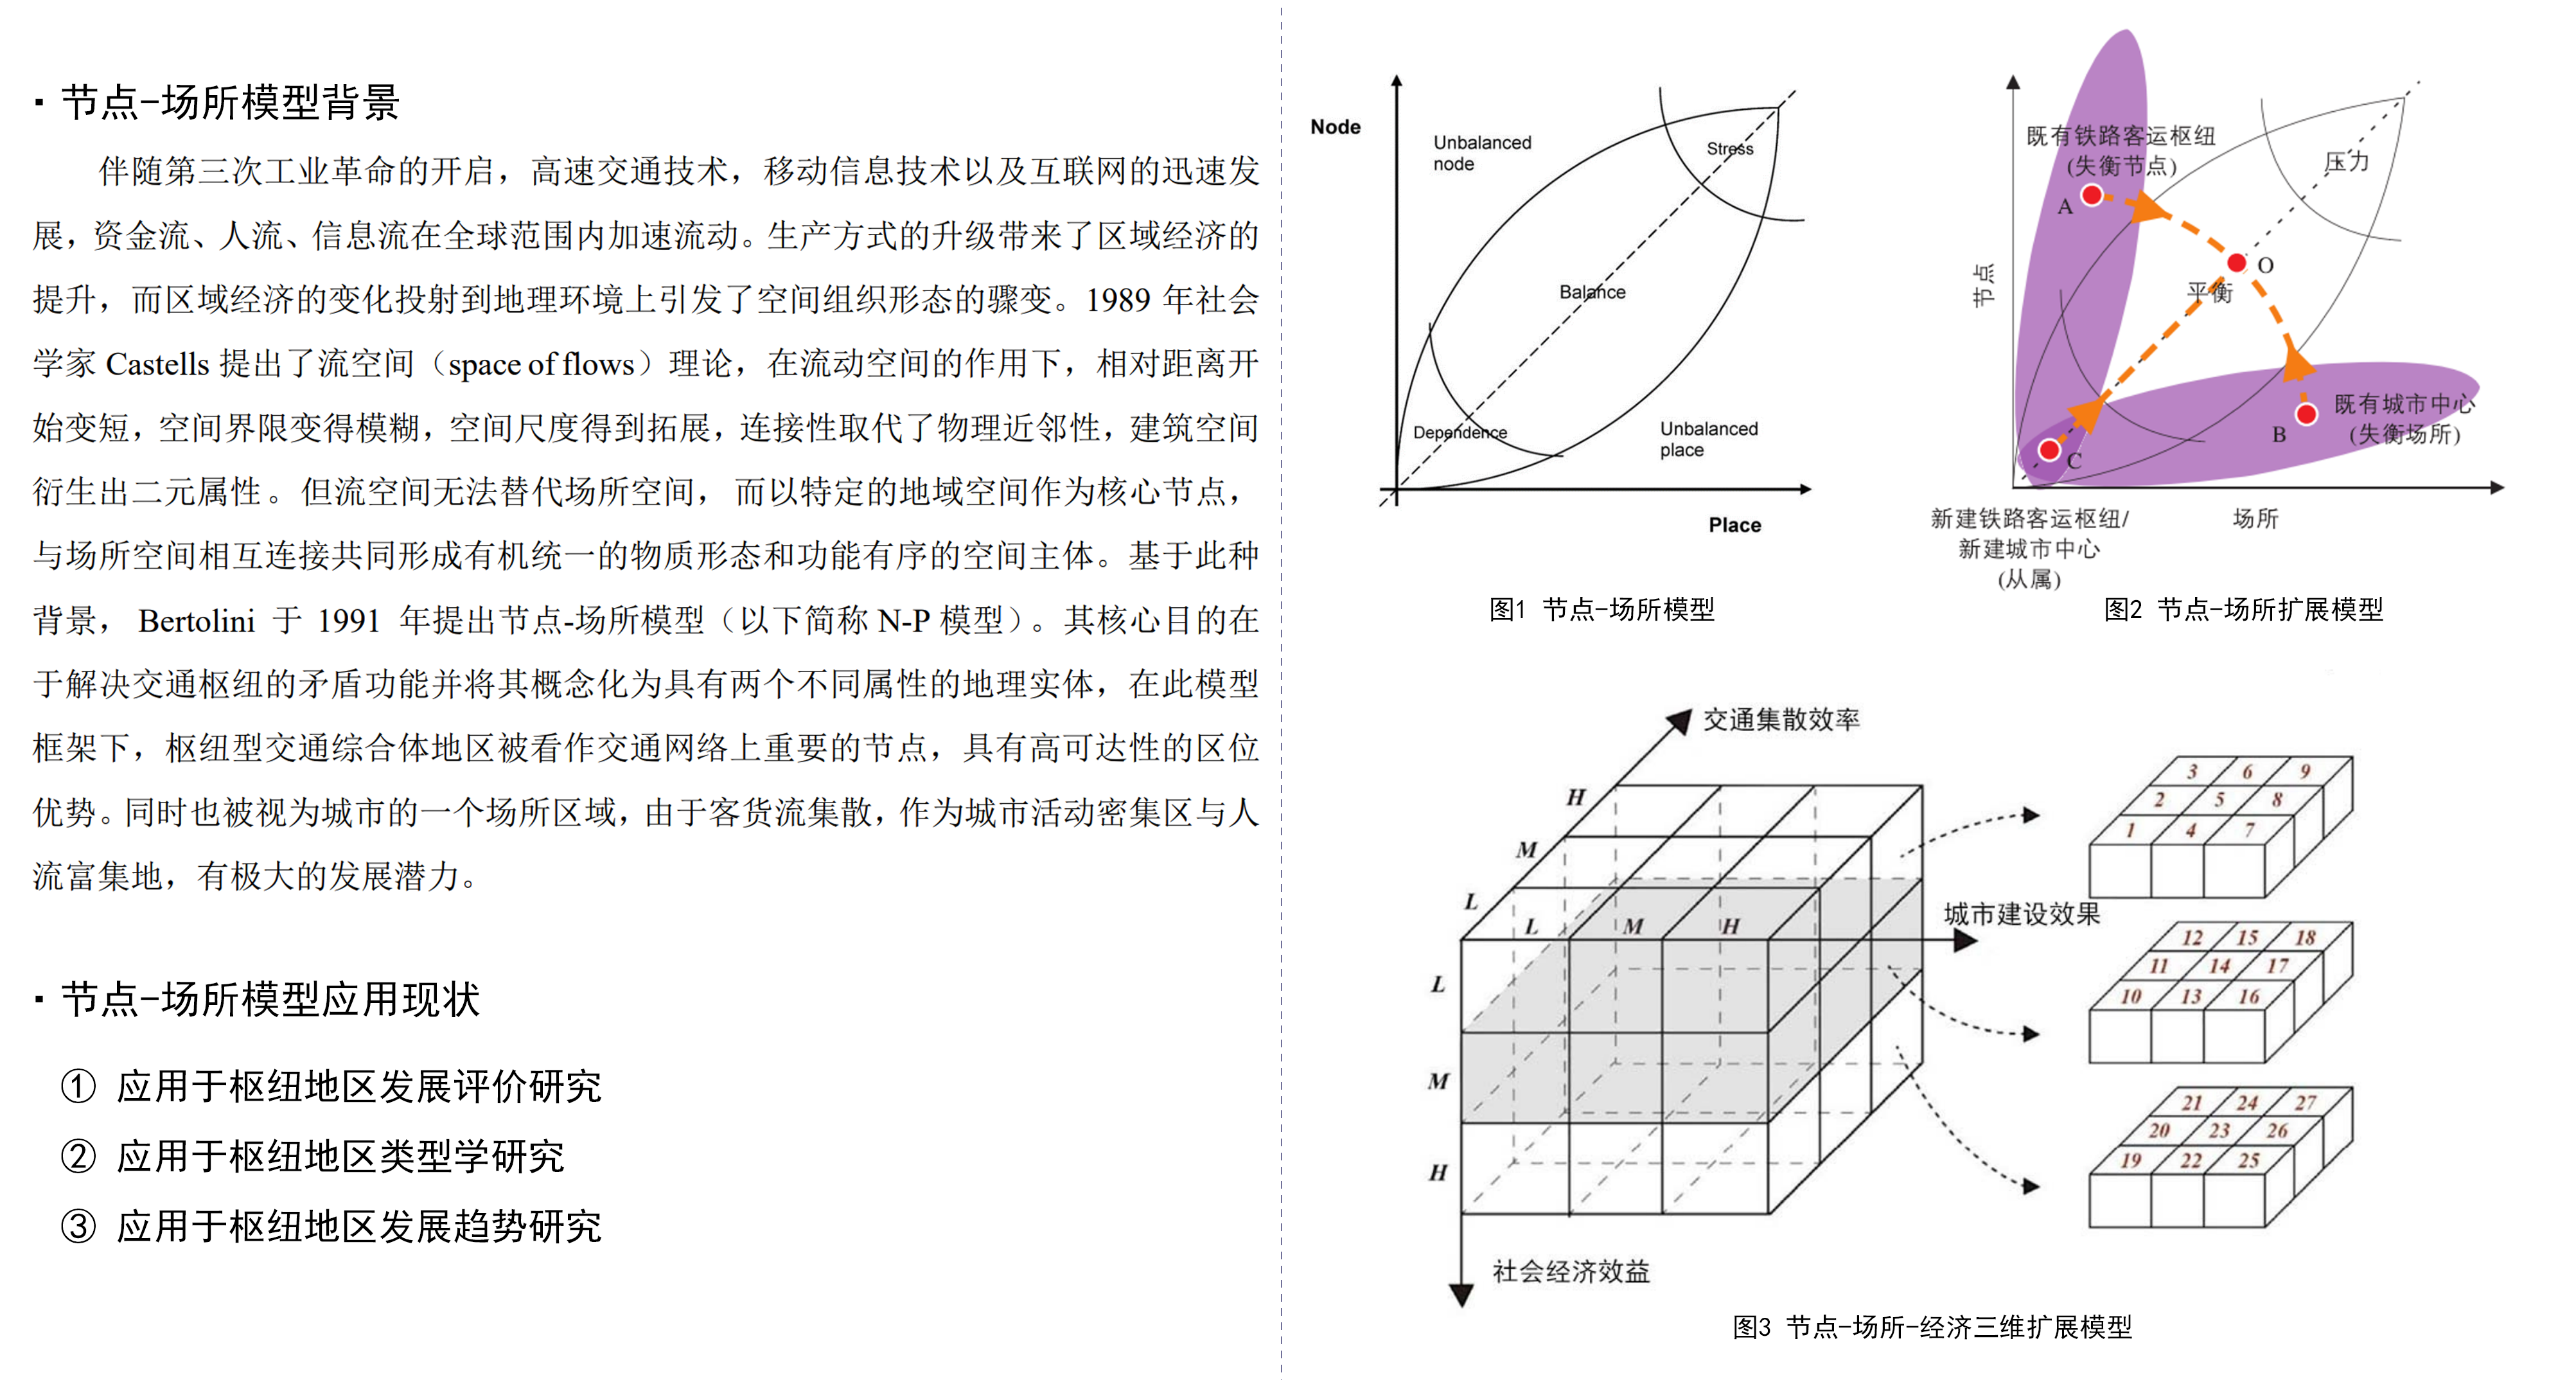 · 节点-场所模型背景
伴随第三次工业革命的开启，高速交通技术，移动信息技术以及互联网的迅速发
展，资金流、人流、信息流在全球范围内加速流动。生产方式的升级带来了区域经济的
提升，而区域经济的变化投射到地理环境上引发了空间组织形态的骤变。1989 年社会
学家 Castells 提出了流空间（space of flows）理论，在流动空间的作用下，相对距离开
始变短，空间界限变得模糊，空间尺度得到拓展，连接性取代了物理近邻性，建筑空间
衍生出二元属性。但流空间无法替代场所空间，而以特定的地域空间作为核心节点，
与场所空间相互连接共同形成有机统一的物质形态和功能有序的空间主体。基于此种
背景， Bertolini 于 1991 年提出节点-场所模型（以下简称 N-P 模型）。其核心目的在
于解决交通枢纽的矛盾功能并将其概念化为具有两个不同属性的地理实体，在此模型
框架下，枢纽型交通综合体地区被看作交通网络上重要的节点，具有高可达性的区位
优势。同时也被视为城市的一个场所区域，由于客货流集散，作为城市活动密集区与人
流富集地，有极大的发展潜力。
· 节点-场所模型应用现状
① 应用于枢纽地区发展评价研究
② 应用于枢纽地区类型学研究
③ 应用于枢纽地区发展趋势研究
Node
Unbalanced
node
Stress
Balance
Dependence
Unbalanced
place
Place
图1 节点-场所模型
既有铁路客运枢纽
(失衡节点)
A
压力
O
平衡
节点
既有城市中心
(失衡场所)
B
C
新建铁路客运枢纽/
新建城市中心
(从属)
场所
图2 节点-场所扩展模型
交通集散效率
H
M
L
L M H
城市建设效果
L
M
H
社会经济效益
3 6 9
2 5 8
1 4 7
12 15 18
11 14 17
10 13 16
21 24 27
20 23 26
19 22 25
图3 节点-场所-经济三维扩展模型